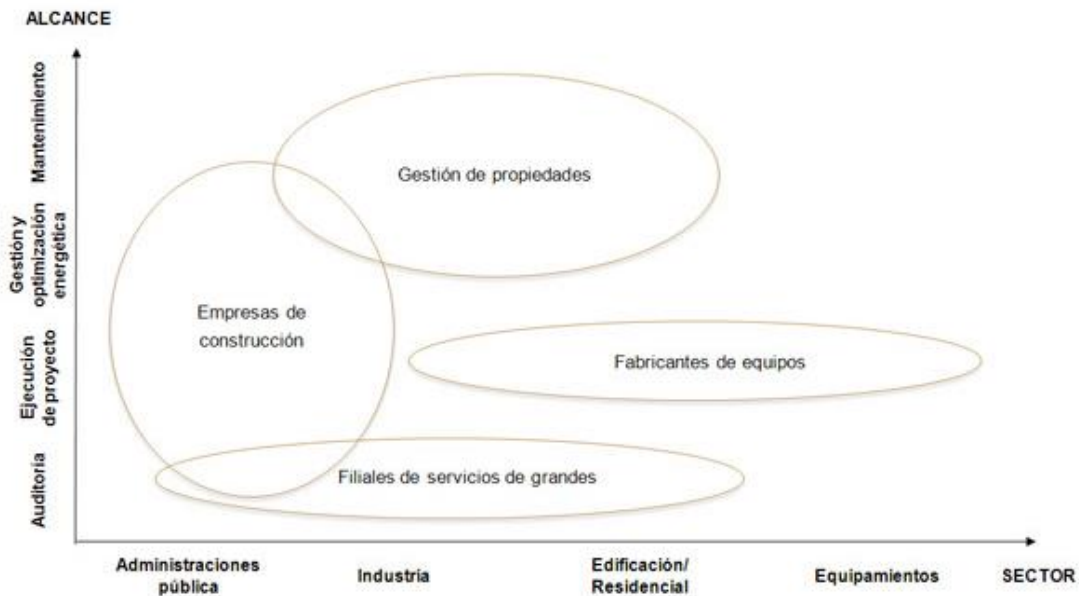 ALCANCE
Mantenimiento
Gestión y
optimización
energética
Ejecución
de proyecto
Auditoría
Gestión de propiedades
Empresas de
construcción
Fabricantes de equipos
Filiales de servicios de grandes
Administraciones
pública
Industria
Edificación/
Residencial
Equipamientos
SECTOR